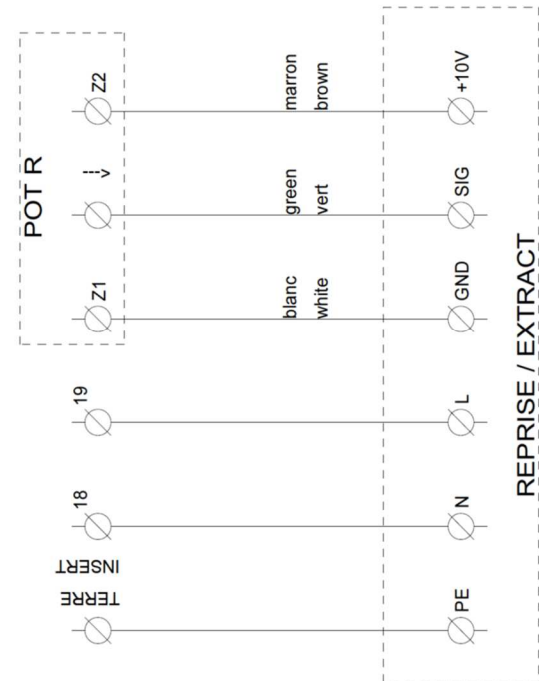 POT R
Z2
marron
brown
+10V
---v
green
vert
SIG
Z1
blanc
white
GND
19
L
18
N
TERRE
INSERT
PE
REPRISE / EXTRACT